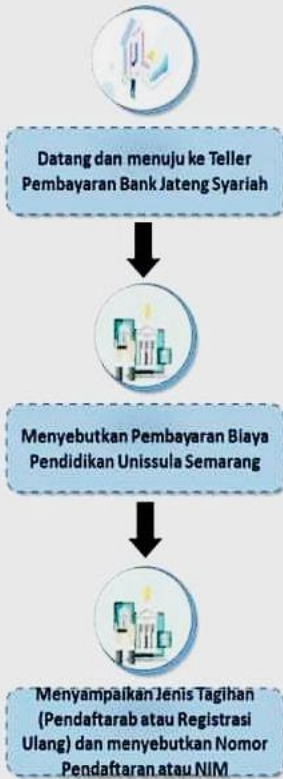 Datang dan menuju ke Teller
Pembayaran Bank Jateng Syariah
Menyebutkan Pembayaran Biaya
Pendidikan Unissula Semarang
Menyampaikan Jenis Tagihan
(Pendaftarab atau Registrasi
Ulang) dan menyebutkan Nomor
Pendaftaran atau NIM